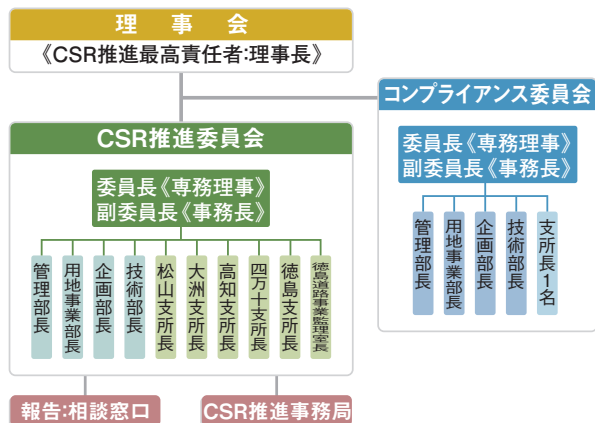 理事会
《CSR推進最高責任者:理事長》
コンプライアンス委員会
委員長《専務理事》
副委員長《事務長》
管理部長
用地事業部長
企画部長
技術部長
支所長1名
CSR推進委員会
委員長《専務理事》
副委員長《事務長》
管理部長
用地事業部長
企画部長
技術部長
松山支所長
大洲支所長
高知支所長
四万十支所長
徳島支所長
徳島道路事業監理室長
報告:相談窓口
CSR推進事務局